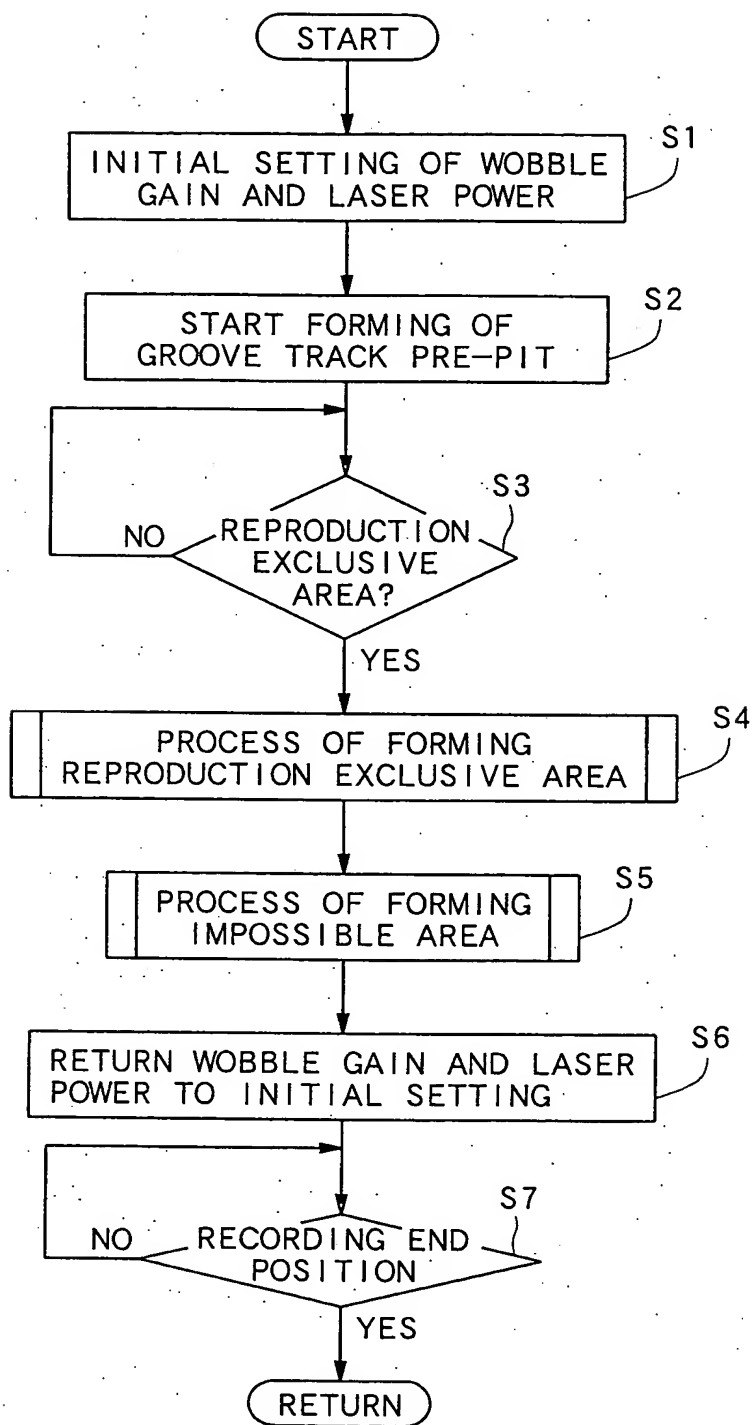 START
S1
INITIAL SETTING OF WOBBLE
GAIN AND LASER POWER
S2
START FORMING OF
GROOVE TRACK PRE-PIT
S3
NO
REPRODUCTION
EXCLUSIVE
AREA?
YES
S4
PROCESS OF FORMING
REPRODUCTION EXCLUSIVE AREA
S5
PROCESS OF FORMING
IMPOSSIBLE AREA
S6
RETURN WOBBLE GAIN AND LASER
POWER TO INITIAL SETTING
S7
NO
RECORDING END
POSITION
YES
RETURN